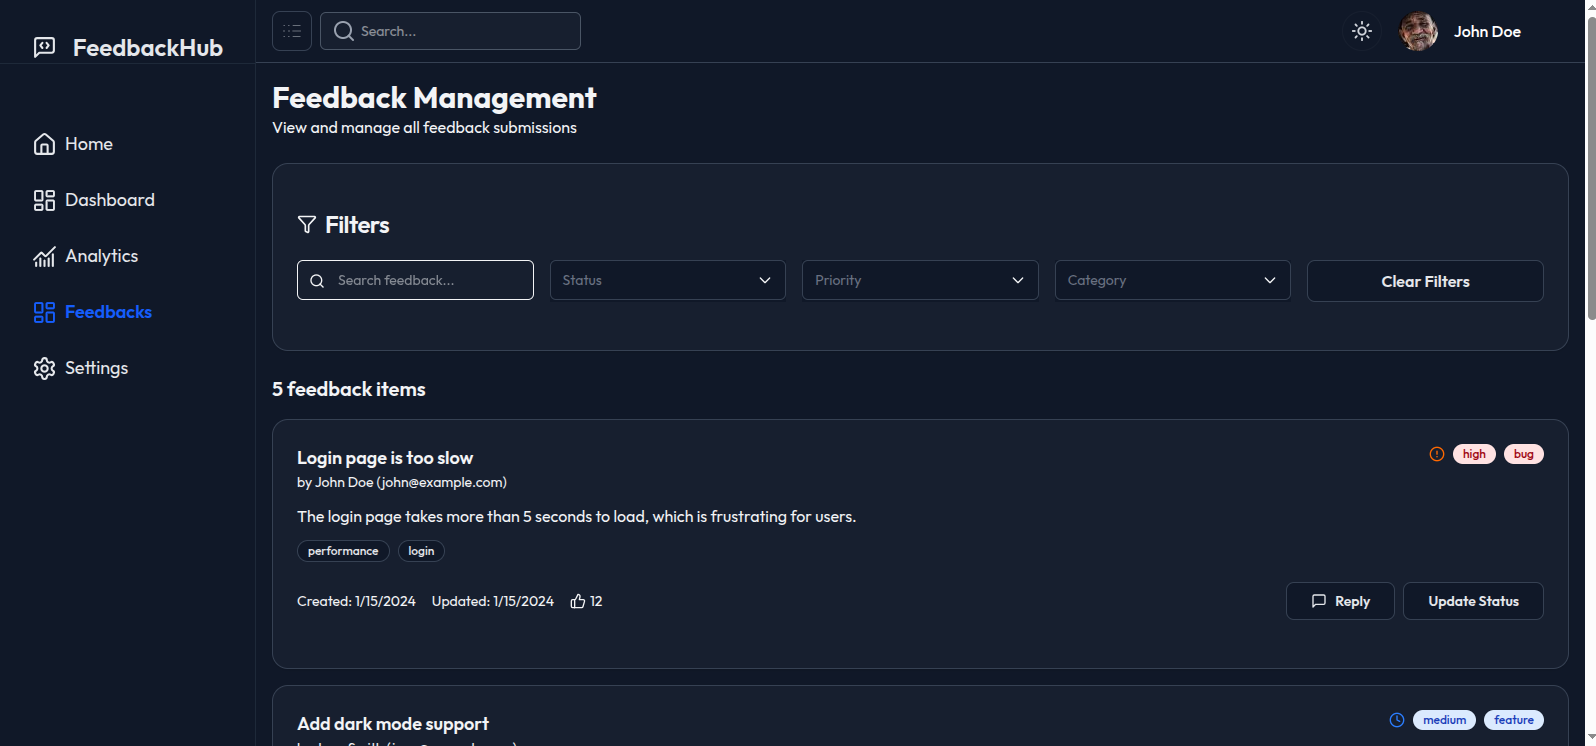 FeedbackHub
Search...
John Doe
Home
Dashboard
Analytics
Feedbacks
Settings
Feedback Management
View and manage all feedback submissions
Filters
Search feedback...
Status
Priority
Category
Clear Filters
5 feedback items
Login page is too slow
high
bug
by John Doe (john@example.com)
The login page takes more than 5 seconds to load, which is frustrating for users.
performance
login
Created: 1/15/2024
Updated: 1/15/2024
12
Reply
Update Status
Add dark mode support
medium
feature